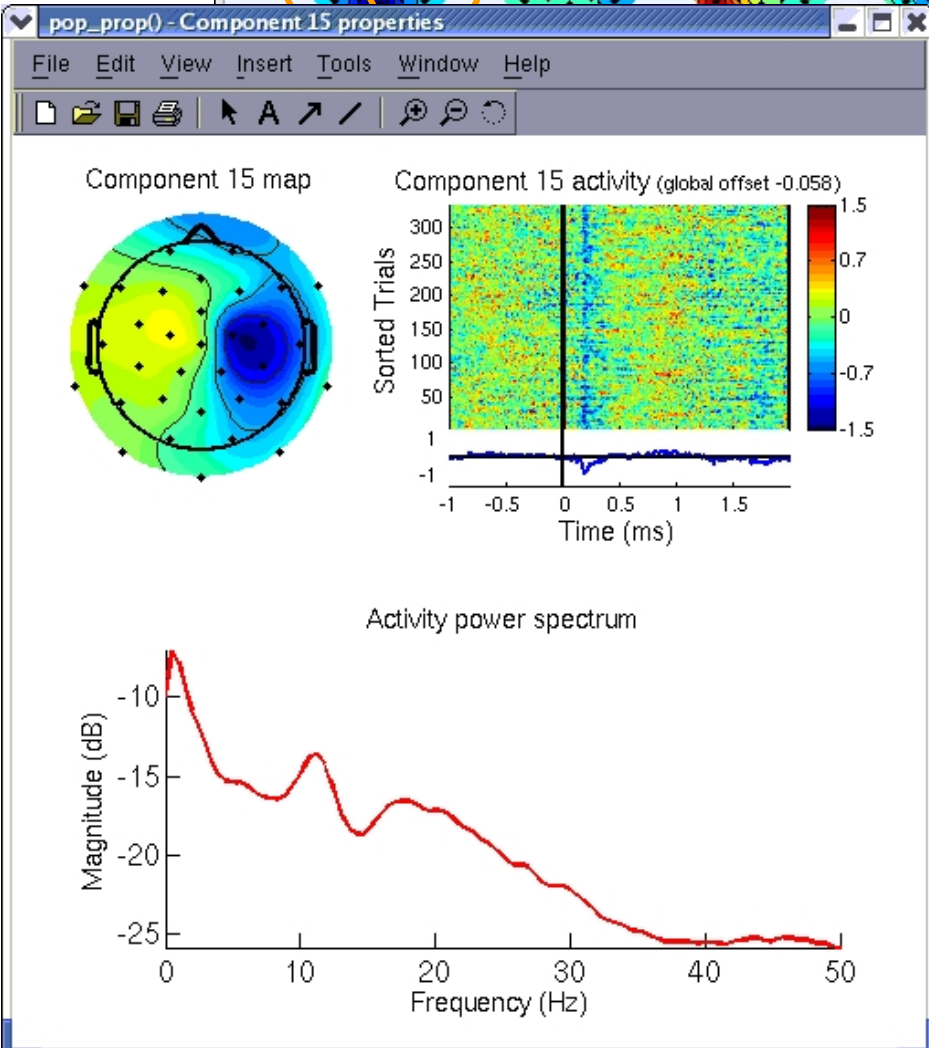 pop_prop() - Component 15 properties
File Edit View Insert Tools Window Help
A
Component 15 map
Component 15 activity (global offset -0.058)
Sorted Trials
300
250
200
150
100
50
1
-1
-1 -0.5 0 0.5 1 1.5
Time (ms)
1.5
0.7
0
-0.7
-1.5
Activity power spectrum
Magnitude (dB)
-10
-15
-20
-25
0 10 20 30 40 50
Frequency (Hz)